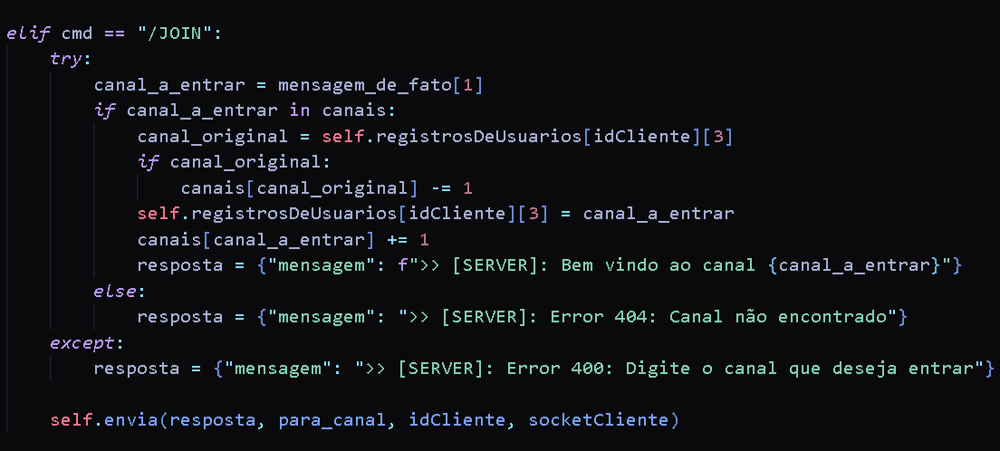 elif cmd == "/JOIN":
    try:
        canal_a_entrar = mensagem_de_fato[1]
        if canal_a_entrar in canais:
            canal_original = self.registrosDeUsuarios[idCliente][3]
            if canal_original:
                canais[canal_original] -= 1
            self.registrosDeUsuarios[idCliente][3] = canal_a_entrar
            canais[canal_a_entrar] += 1
            resposta = {"mensagem": f">> [SERVER]: Bem vindo ao canal {canal_a_entrar}"}
        else:
            resposta = {"mensagem": ">> [SERVER]: Error 404: Canal não encontrado"}
    except:
        resposta = {"mensagem": ">> [SERVER]: Error 400: Digite o canal que deseja entrar"}
    self.envia(resposta, para_canal, idCliente, socketCliente)